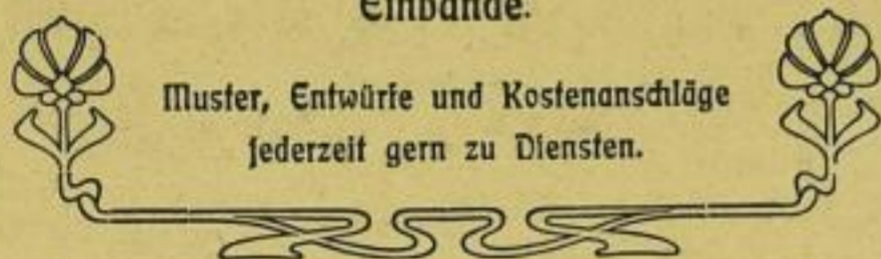 Einbände.
Muster, Entwürfe und Kostenanschläge
jederzeit gern zu Diensten.